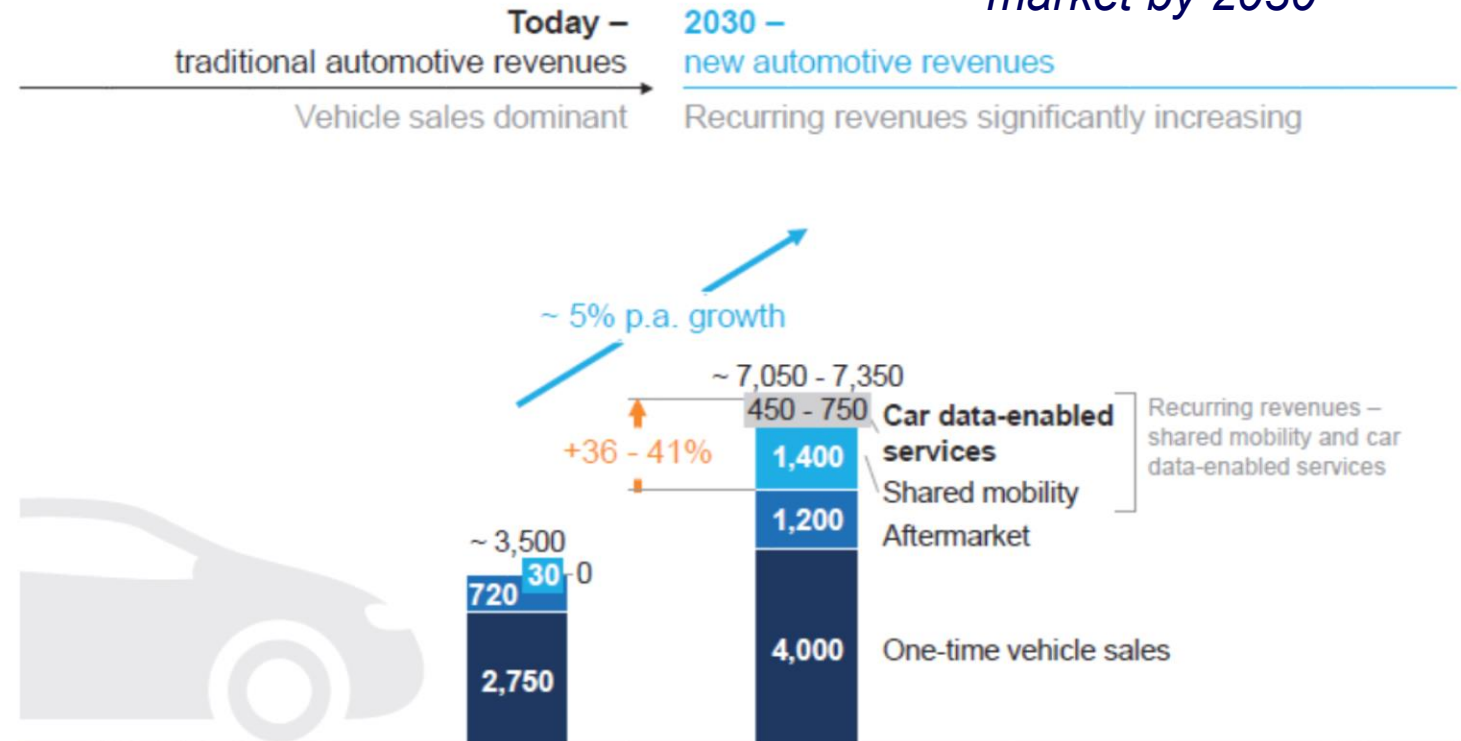 market by 2030
Today –
traditional automotive revenues
Vehicle sales dominant
2030 –
new automotive revenues
Recurring revenues significantly increasing
~ 5% p.a. growth
~ 7,050 - 7,350
450 - 750
+36 - 41%
1,400
1,200
4,000
Car data-enabled
services
Shared mobility
Aftermarket
One-time vehicle sales
Recurring revenues –
shared mobility and car
data-enabled services
~ 3,500
30
0
720
2,750